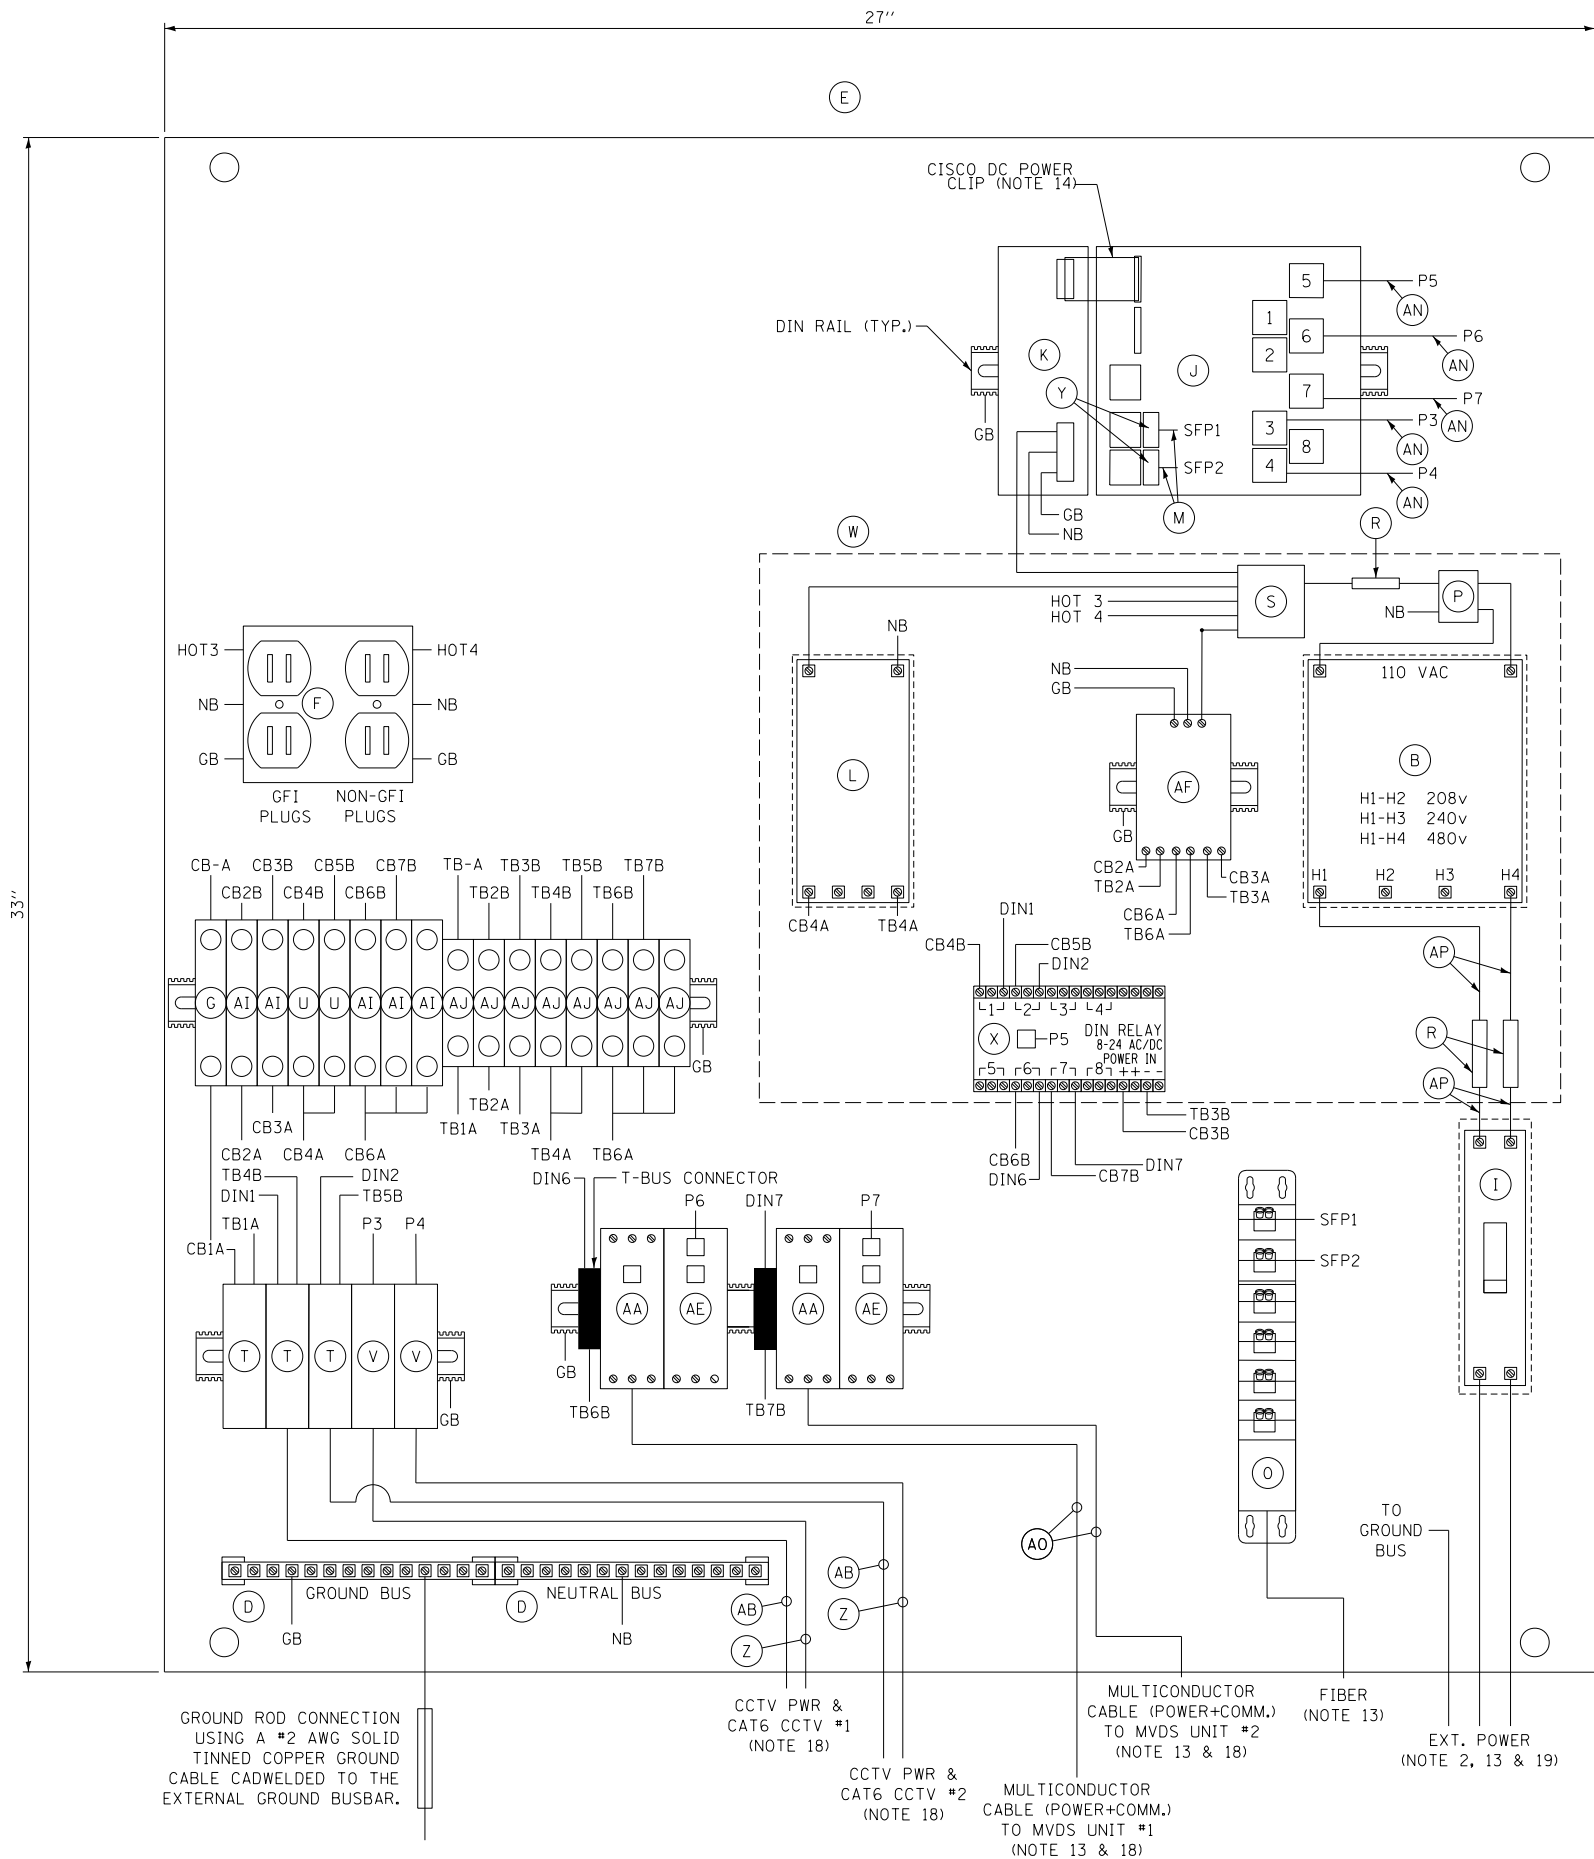 27''
E
33''
CISCO DC POWER
CLIP (NOTE 14)
DIN RAIL (TYP.)
K
J
Y
M
1
2
3
4
5
6
7
8
P5
AN
P6
AN
P7
AN
P3
AN
P4
AN
SFP1
SFP2
GB
GB
NB
W
R
S
P
NB
HOT 3
HOT 4
NB
NB
GB
HOT3
HOT4
NB
F
NB
GB
GB
GFI
PLUGS
NON-GFI
PLUGS
L
CB4A
TB4A
AF
GB
CB2A
TB2A
CB6A
TB6A
CB3A
TB3A
110 VAC
B
H1-H2 208v
H1-H3 240v
H1-H4 480v
H1
H2
H3
H4
CB-A
CB3B
CB5B
CB7B
TB-A
TB3B
TB5B
TB7B
CB2B
CB4B
CB6B
TB2B
TB4B
TB6B
G
AI
AI
U
U
AI
AI
AI
AJ
AJ
AJ
AJ
AJ
AJ
AJ
AJ
GB
CB3A
CB2A
CB4A
CB6A
TB1A
TB2A
TB3A
TB4A
TB6A
DIN1
CB4B
CB5B
DIN2
1
2
3
4
X
P5
DIN RELAY
8-24 AC/DC
POWER IN
5
6
7
8
++--
TB3B
CB3B
CB6B
DIN6
CB7B
DIN7
AP
R
AP
I
TB4B
DIN1
TB1A
CB1A
DIN2
TB5B
P3
P4
T
T
T
V
V
GB
DIN6
T-BUS CONNECTOR
P6
DIN7
P7
AA
AE
AA
AE
GB
TB6B
TB7B
SFP1
SFP2
O
AO
TO
GROUND
BUS
GROUND BUS
NEUTRAL BUS
D
D
GB
NB
AB
Z
AB
Z
GROUND ROD CONNECTION
USING A #2 AWG SOLID
TINNED COPPER GROUND
CABLE CADWELDED TO THE
EXTERNAL GROUND BUSBAR.
CCTV PWR &
CAT6 CCTV #1
(NOTE 18)
CCTV PWR &
CAT6 CCTV #2
(NOTE 18)
MULTICONDUCTOR
CABLE (POWER+COMM.)
TO MVDS UNIT #1
(NOTE 13 & 18)
MULTICONDUCTOR
CABLE (POWER+COMM.)
TO MVDS UNIT #2
(NOTE 13 & 18)
FIBER
(NOTE 13)
EXT. POWER
(NOTE 2, 13 & 19)